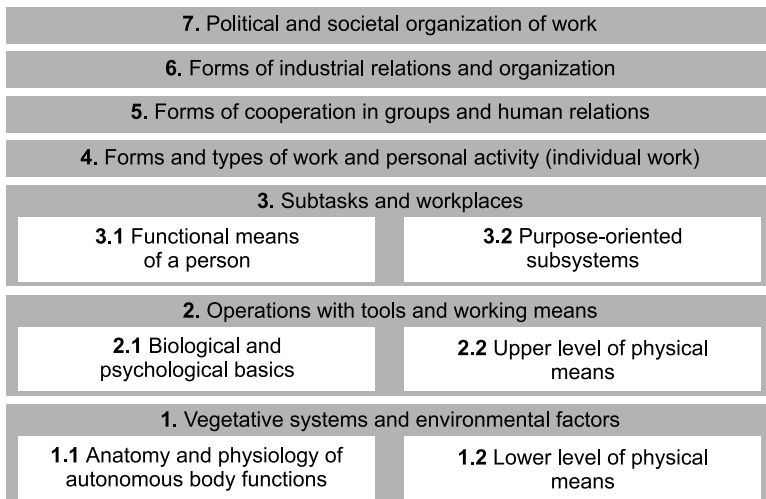 7. Political and societal organization of work
6. Forms of industrial relations and organization
5. Forms of cooperation in groups and human relations
4. Forms and types of work and personal activity (individual work)
3. Subtasks and workplaces
3.1 Functional means
of a person
3.2 Purpose-oriented
subsystems
2. Operations with tools and working means
2.1 Biological and
psychological basics
2.2 Upper level of physical
means
1. Vegetative systems and environmental factors
1.1 Anatomy and physiology of
autonomous body functions
1.2 Lower level of physical
means